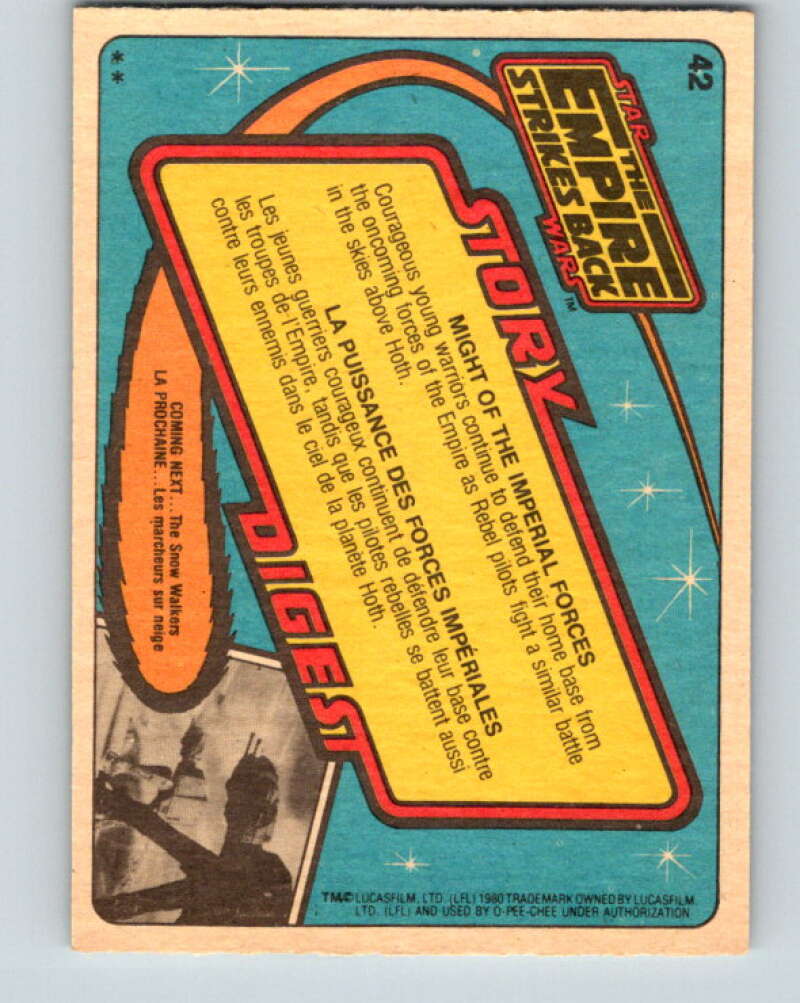 42
STAR
THE
EMPIRE
STRIKES BACK
WARS™
STORY
MIGHT OF THE IMPERIAL FORCES
Courageous young warriors continue to defend their home base from
the oncoming forces of the Empire as Rebel pilots fight a similar battle
in the skies above Hoth.
LA PUISSANCE DES FORCES IMPÉRIALES
Les jeunes guerriers courageux continuent de défendre leur base contre
les troupes de l'Empire, tandis que les pilotes rebelles se battent aussi
contre leurs ennemis dans le ciel de la planète Hoth.
DIGEST
COMING NEXT... The Snow Walkers
LA PROCHAINE... Les marcheurs sur neige
**
TM© LUCASFILM, LTD. (LFL) 1980 TRADEMARK OWNED BY LUCASFILM,
LTD. (LFL) AND USED BY O-PEE-CHEE UNDER AUTHORIZATION